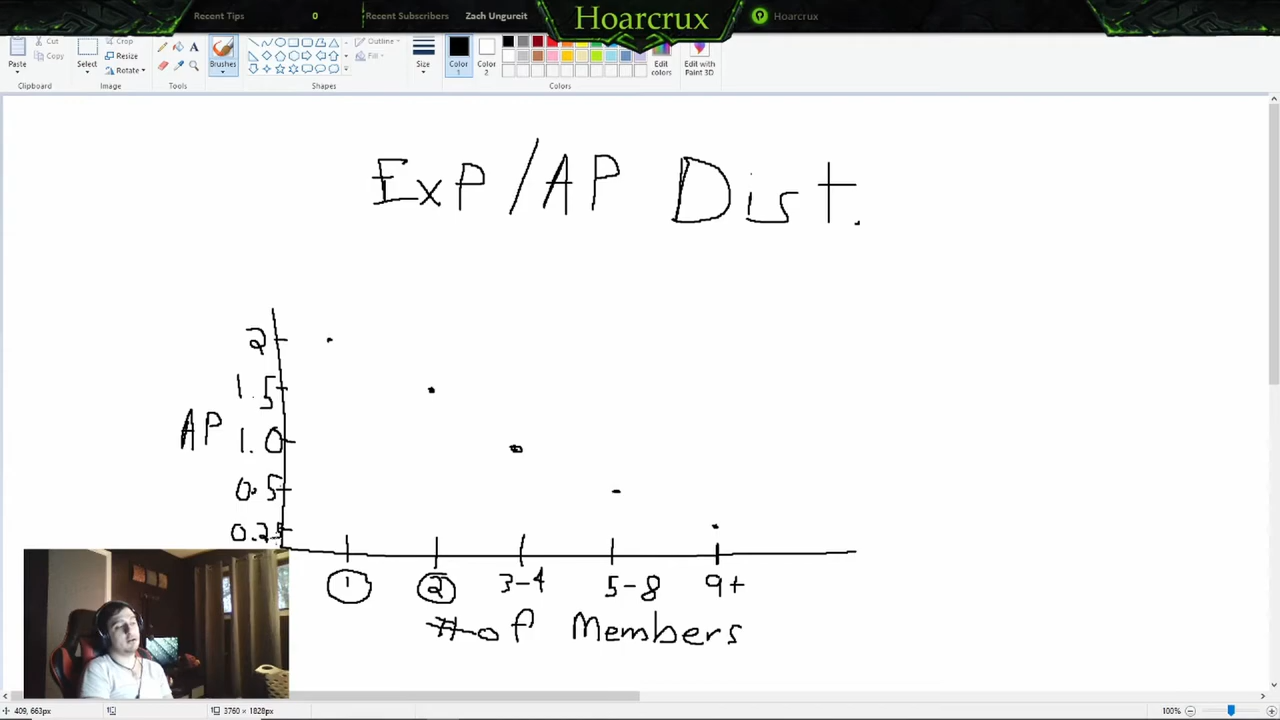 Recent Tips 0 Recent Subscribers Zach Ungureit Hoarcrux Hoarcrux
Paste Cut Copy Select Crop Resize Rotate Brushes Outline Fill Size Color 1 Color 2 Edit colors Edit with Paint 3D
Clipboard Image Tools Shapes Colors
Exp/AP Dist.
2
1.5
AP 1.0
0.5
0.25
1 2 3-4 5-8 9+
# of Members
409, 663px 3760 × 1828px 100%